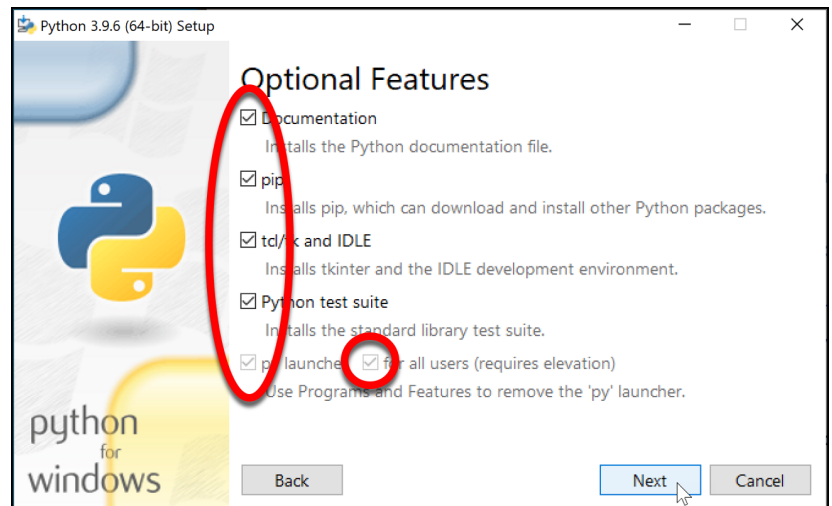 Python 3.9.6 (64-bit) Setup
Optional Features
Documentation
Installs the Python documentation file.
pip
Installs pip, which can download and install other Python packages.
tcl/tk and IDLE
Installs tkinter and the IDLE development environment.
Python test suite
Installs the standard library test suite.
py launcher for all users (requires elevation)
Use Programs and Features to remove the 'py' launcher.
python
for
windows
Back Next Cancel